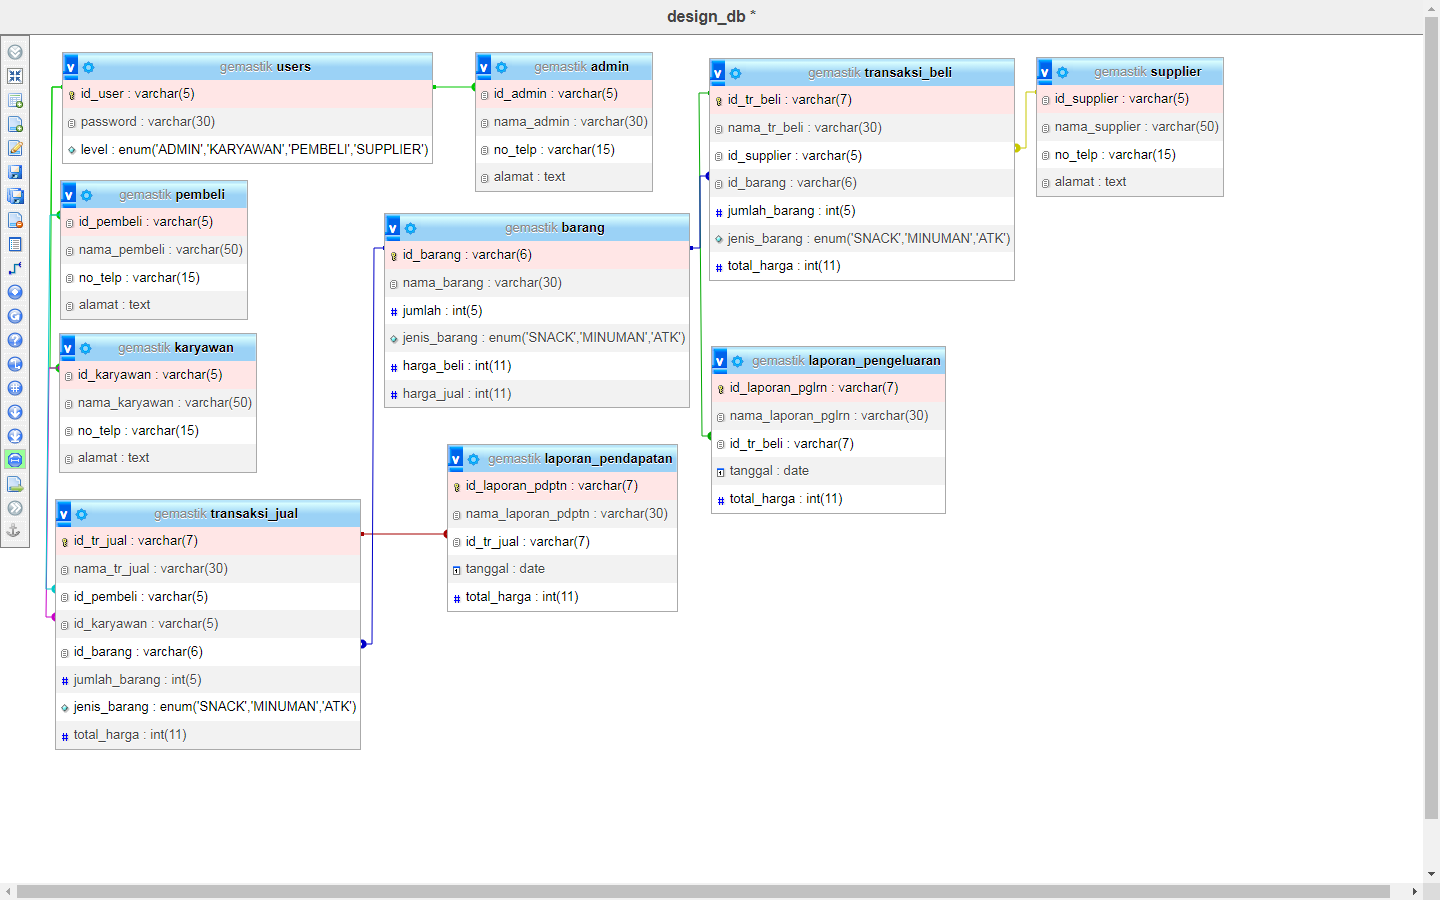 design_db *
gemastik users
id_user : varchar(5)
password : varchar(30)
level : enum('ADMIN','KARYAWAN','PEMBELI','SUPPLIER')
gemastik admin
id_admin : varchar(5)
nama_admin : varchar(30)
no_telp : varchar(15)
alamat : text
gemastik transaksi_beli
id_tr_beli : varchar(7)
nama_tr_beli : varchar(30)
id_supplier : varchar(5)
id_barang : varchar(6)
# jumlah_barang : int(5)
jenis_barang : enum('SNACK','MINUMAN','ATK')
# total_harga : int(11)
gemastik supplier
id_supplier : varchar(5)
nama_supplier : varchar(50)
no_telp : varchar(15)
alamat : text
gemastik pembeli
id_pembeli : varchar(5)
nama_pembeli : varchar(50)
no_telp : varchar(15)
alamat : text
gemastik barang
id_barang : varchar(6)
nama_barang : varchar(30)
# jumlah : int(5)
jenis_barang : enum('SNACK','MINUMAN','ATK')
# harga_beli : int(11)
# harga_jual : int(11)
gemastik karyawan
id_karyawan : varchar(5)
nama_karyawan : varchar(50)
no_telp : varchar(15)
alamat : text
gemastik laporan_pengeluaran
id_laporan_pglrn : varchar(7)
nama_laporan_pglrn : varchar(30)
id_tr_beli : varchar(7)
tanggal : date
# total_harga : int(11)
gemastik laporan_pendapatan
id_laporan_pdptn : varchar(7)
nama_laporan_pdptn : varchar(30)
id_tr_jual : varchar(7)
tanggal : date
# total_harga : int(11)
gemastik transaksi_jual
id_tr_jual : varchar(7)
nama_tr_jual : varchar(30)
id_pembeli : varchar(5)
id_karyawan : varchar(5)
id_barang : varchar(6)
# jumlah_barang : int(5)
jenis_barang : enum('SNACK','MINUMAN','ATK')
# total_harga : int(11)